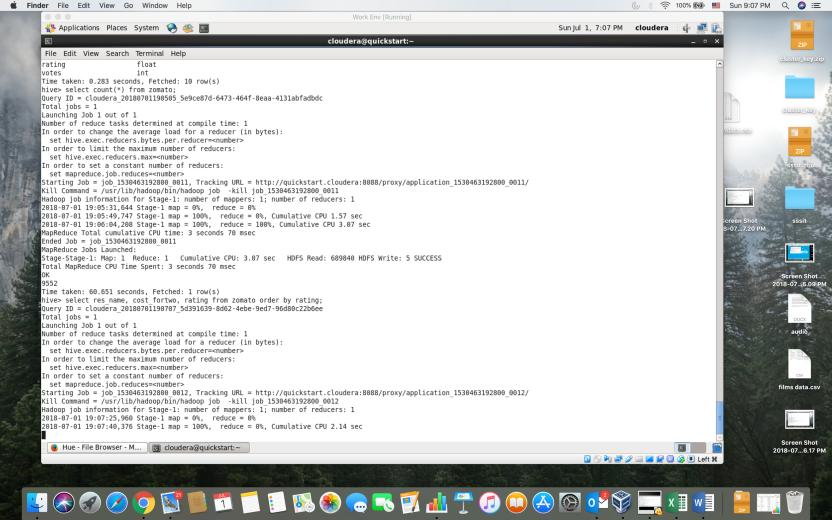 Finder File Edit View Go Window Help
100% Sun 9:07 PM
Work Env [Running]
Applications Places System
Sun Jul 1, 7:07 PM cloudera
cloudera@quickstart:~
File Edit View Search Terminal Help
rating float
votes int
Time taken: 0.283 seconds, Fetched: 10 row(s)
hive> select count(*) from zomato;
Query ID = cloudera_20180701190505_5e9ce87d-6473-464f-8eaa-4131abfadbdc
Total jobs = 1
Launching Job 1 out of 1
Number of reduce tasks determined at compile time: 1
In order to change the average load for a reducer (in bytes):
set hive.exec.reducers.bytes.per.reducer=<number>
In order to limit the maximum number of reducers:
set hive.exec.reducers.max=<number>
In order to set a constant number of reducers:
set mapreduce.job.reduces=<number>
Starting Job = job_1530463192800_0011, Tracking URL = http://quickstart.cloudera:8088/proxy/application_1530463192800_0011/
Kill Command = /usr/lib/hadoop/bin/hadoop job -kill job_1530463192800_0011
Hadoop job information for Stage-1: number of mappers: 1; number of reducers: 1
2018-07-01 19:05:31,644 Stage-1 map = 0%, reduce = 0%
2018-07-01 19:05:49,747 Stage-1 map = 100%, reduce = 0%, Cumulative CPU 1.57 sec
2018-07-01 19:06:04,208 Stage-1 map = 100%, reduce = 100%, Cumulative CPU 3.07 sec
MapReduce Total cumulative CPU time: 3 seconds 70 msec
Ended Job = job_1530463192800_0011
MapReduce Jobs Launched:
Stage-Stage-1: Map: 1 Reduce: 1 Cumulative CPU: 3.07 sec HDFS Read: 689840 HDFS Write: 5 SUCCESS
Total MapReduce CPU Time Spent: 3 seconds 70 msec
OK
9552
Time taken: 60.651 seconds, Fetched: 1 row(s)
hive> select res_name, cost_fortwo, rating from zomato order by rating;
Query ID = cloudera_20180701190707_5d391639-8d62-4ebe-9ed7-96d80c22b6ee
Total jobs = 1
Launching Job 1 out of 1
Number of reduce tasks determined at compile time: 1
In order to change the average load for a reducer (in bytes):
set hive.exec.reducers.bytes.per.reducer=<number>
In order to limit the maximum number of reducers:
set hive.exec.reducers.max=<number>
In order to set a constant number of reducers:
set mapreduce.job.reduces=<number>
Starting Job = job_1530463192800_0012, Tracking URL = http://quickstart.cloudera:8088/proxy/application_1530463192800_0012/
Kill Command = /usr/lib/hadoop/bin/hadoop job -kill job_1530463192800_0012
Hadoop job information for Stage-1: number of mappers: 1; number of reducers: 1
2018-07-01 19:07:25,960 Stage-1 map = 0%, reduce = 0%
2018-07-01 19:07:40,376 Stage-1 map = 100%, reduce = 0%, Cumulative CPU 2.14 sec
Hue - File Browser - M...
cloudera@quickstart:~
Left ⌘
ZIP
cluster_key.zip
cluster_key
ZIP
Screen Shot
8-07...7.20 PM
sssit
Screen Shot
2018-07...6.09 PM
DOCX
audio
CSV
films data.csv
Screen Shot
2018-07...6.17 PM